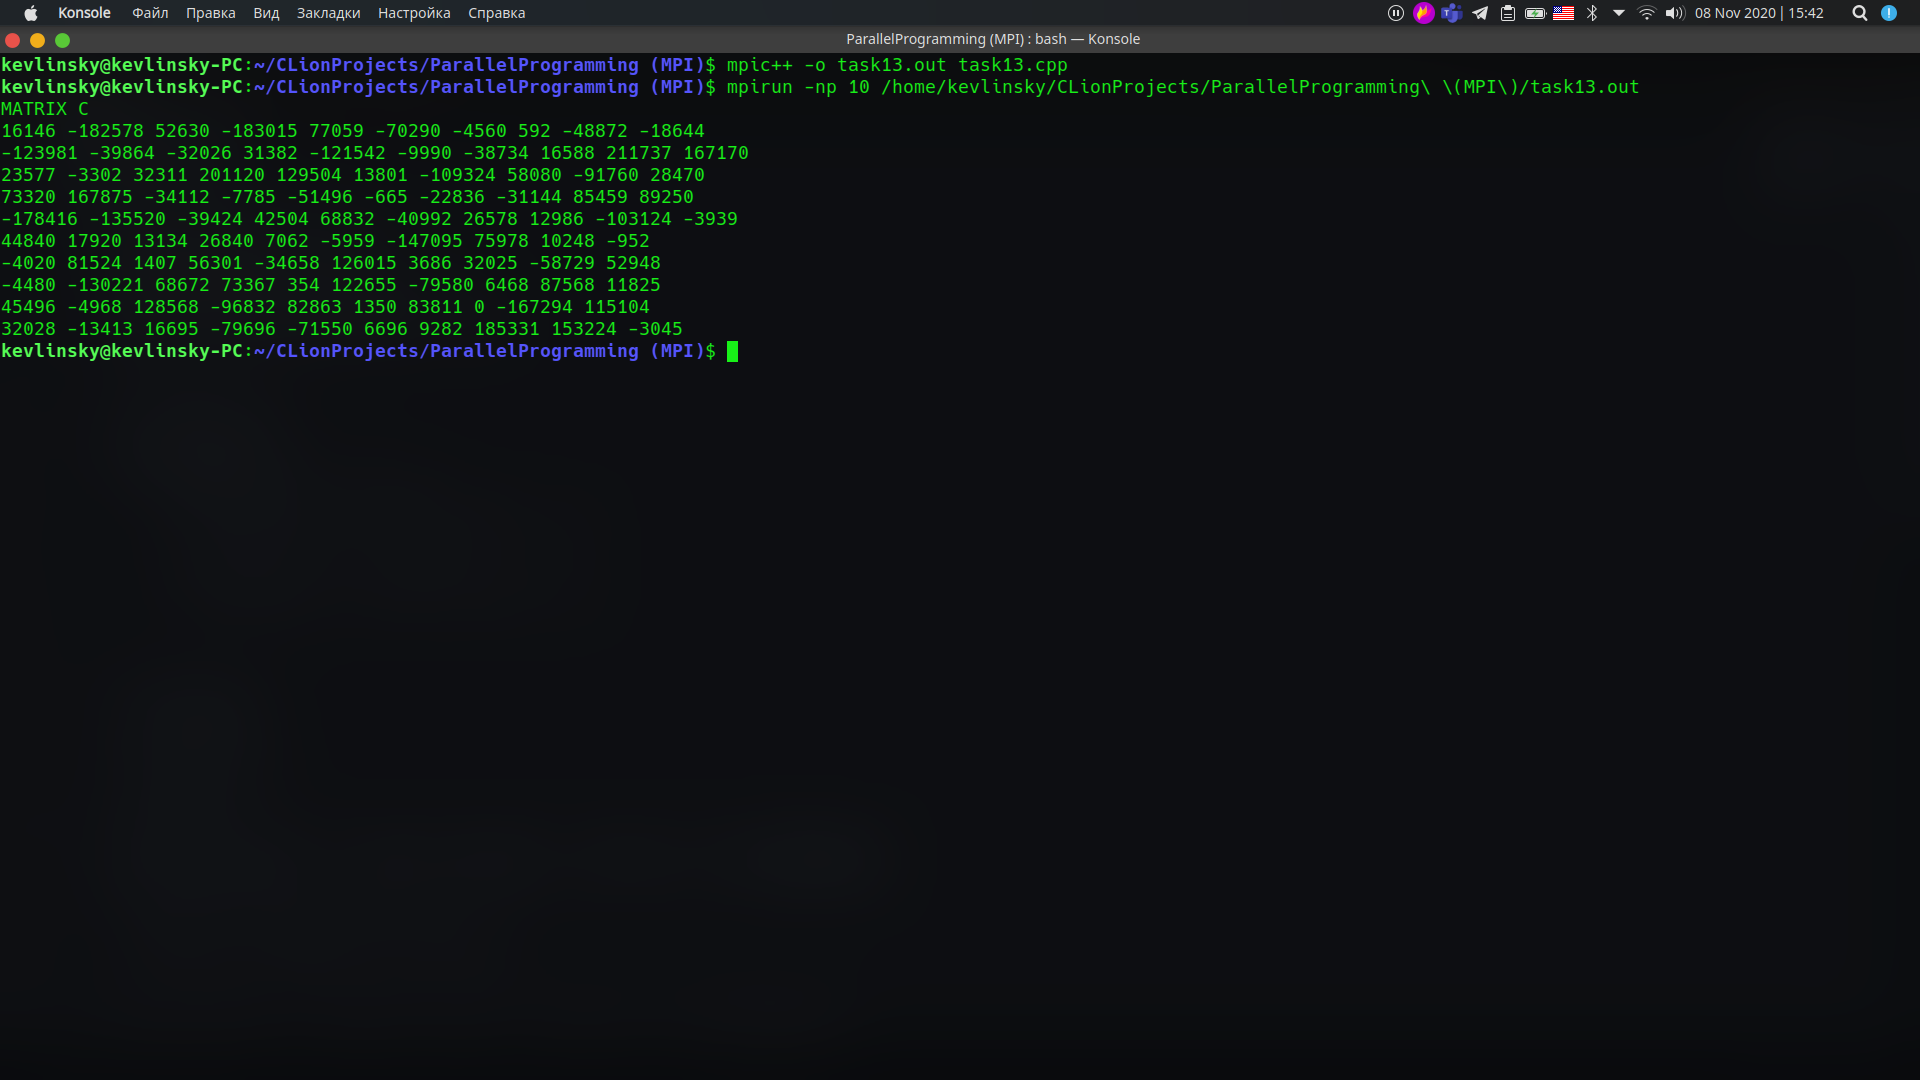 Konsole Файл Правка Вид Закладки Настройка Справка 08 Nov 2020 | 15:42
ParallelProgramming (MPI) : bash — Konsole
kevlinsky@kevlinsky-PC:~/CLionProjects/ParallelProgramming (MPI)$ mpic++ -o task13.out task13.cpp
kevlinsky@kevlinsky-PC:~/CLionProjects/ParallelProgramming (MPI)$ mpirun -np 10 /home/kevlinsky/CLionProjects/ParallelProgramming\ \(MPI\)/task13.out
MATRIX C
16146 -182578 52630 -183015 77059 -70290 -4560 592 -48872 -18644
-123981 -39864 -32026 31382 -121542 -9990 -38734 16588 211737 167170
23577 -3302 32311 201120 129504 13801 -109324 58080 -91760 28470
73320 167875 -34112 -7785 -51496 -665 -22836 -31144 85459 89250
-178416 -135520 -39424 42504 68832 -40992 26578 12986 -103124 -3939
44840 17920 13134 26840 7062 -5959 -147095 75978 10248 -952
-4020 81524 1407 56301 -34658 126015 3686 32025 -58729 52948
-4480 -130221 68672 73367 354 122655 -79580 6468 87568 11825
45496 -4968 128568 -96832 82863 1350 83811 0 -167294 115104
32028 -13413 16695 -79696 -71550 6696 9282 185331 153224 -3045
kevlinsky@kevlinsky-PC:~/CLionProjects/ParallelProgramming (MPI)$